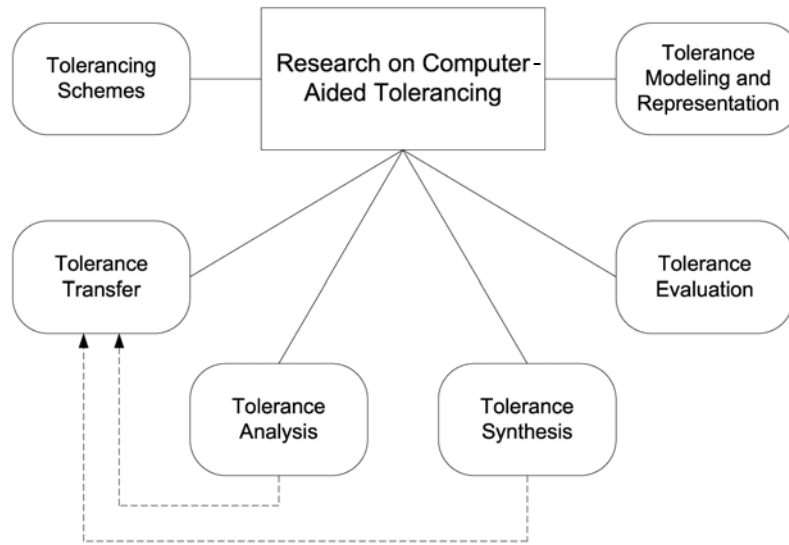 Tolerancing
Schemes
Research on Computer-
Aided Tolerancing
Tolerance
Modeling and
Representation
Tolerance
Transfer
Tolerance
Evaluation
Tolerance
Analysis
Tolerance
Synthesis